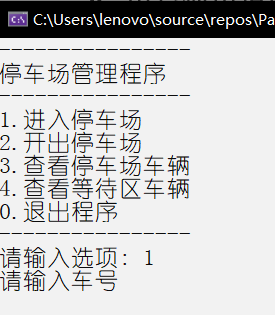 C:\Users\lenovo\source\repos\Pa
----------------
停车场管理程序
----------------
1.进入停车场
2.开出停车场
3.查看停车场车辆
4.查看等待区车辆
0.退出程序
----------------
请输入选项: 1
请输入车号